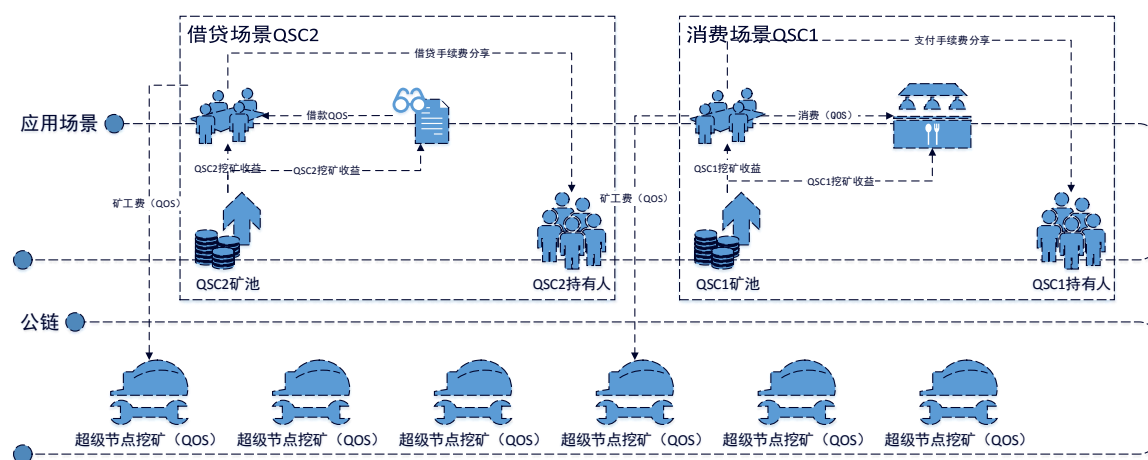 借贷场景QSC2
消费场景QSC1
借贷手续费分享
支付手续费分享
应用场景
借款QOS
消费（QOS）
QSC2挖矿收益
QSC2挖矿收益
QSC1挖矿收益
QSC1挖矿收益
矿工费（QOS）
矿工费（QOS）
QSC2矿池
QSC2持有人
QSC1矿池
QSC1持有人
公链
超级节点挖矿（QOS）
超级节点挖矿（QOS）
超级节点挖矿（QOS）
超级节点挖矿（QOS）
超级节点挖矿（QOS）
超级节点挖矿（QOS）